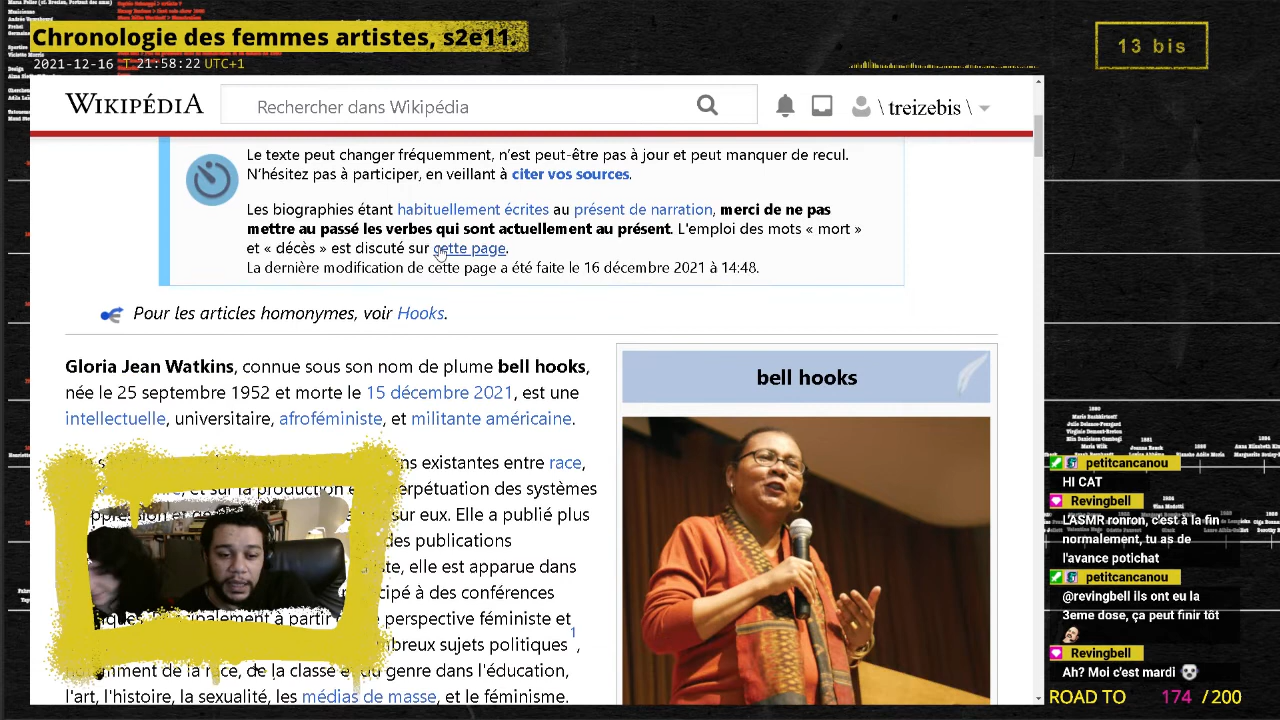 Chronologie des femmes artistes, s2e11.
2021-12-16 T 21:58:22 UTC+1
13 bis
WIKIPÉDIA
Rechercher dans Wikipédia
\ treizebis \
Le texte peut changer fréquemment, n’est peut-être pas à jour et peut manquer de recul.
N’hésitez pas à participer, en veillant à citer vos sources.
Les biographies étant habituellement écrites au présent de narration, merci de ne pas
mettre au passé les verbes qui sont actuellement au présent. L'emploi des mots « mort »
et « décès » est discuté sur cette page.
La dernière modification de cette page a été faite le 16 décembre 2021 à 14:48.
Pour les articles homonymes, voir Hooks.
Gloria Jean Watkins, connue sous son nom de plume bell hooks,
née le 25 septembre 1952 et morte le 15 décembre 2021, est une
intellectuelle, universitaire, afroféministe, et militante américaine.
existantes entre race,
et sur la production perpétuation des systèmes
sur eux. Elle a publié plus
des publications
elle est apparue dans
cipé à des conférences
perspective féministe et
breux sujets politiques 1,
de la race, de la classe du genre dans l'éducation,
l'art, l'histoire, la sexualité, les médias de masse, et le féminisme.
bell hooks
petitcancanou
HI CAT
Revingbell
L'ASMR ronron, c'est à la fin
normalement, tu as de
l'avance potichat
petitcancanou
@revingbell ils ont eu la
3eme dose, ça peut finir tôt
Revingbell
Ah? Moi c'est mardi
ROAD TO 174 / 200